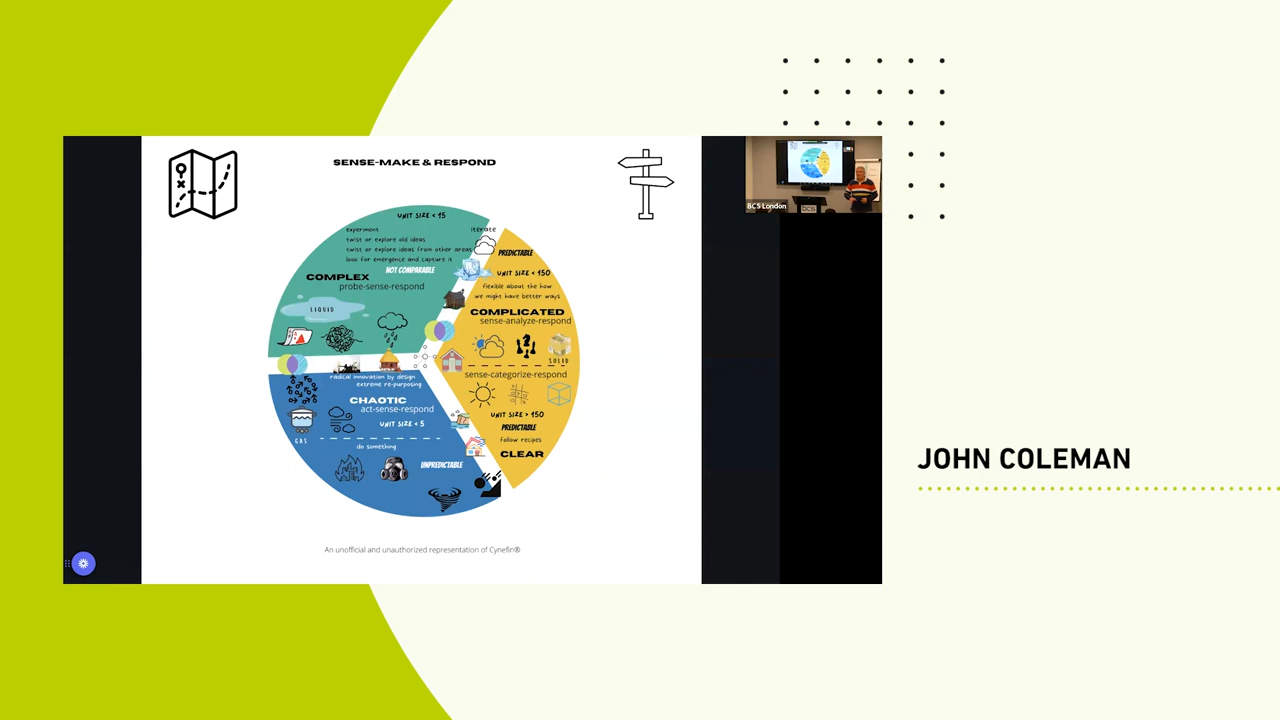 SENSE-MAKE & RESPOND
UNIT SIZE < 15
experiment
iterate
twist or explore old ideas
twist or explore ideas from other areas
look for emergence and capture it
NOT COMPARABLE
COMPLEX
probe-sense-respond
LIQUID
PREDICTABLE
UNIT SIZE < 150
flexible about the how
we might have better ways
COMPLICATED
sense-analyze-respond
SOLID
sense-categorize-respond
UNIT SIZE > 150
PREDICTABLE
follow recipes
CLEAR
radical innovation by design
extreme re-purposing
CHAOTIC
act-sense-respond
UNIT SIZE < 5
GAS
do something
UNPREDICTABLE
An unofficial and unauthorized representation of Cynefin®
BCS London
JOHN COLEMAN